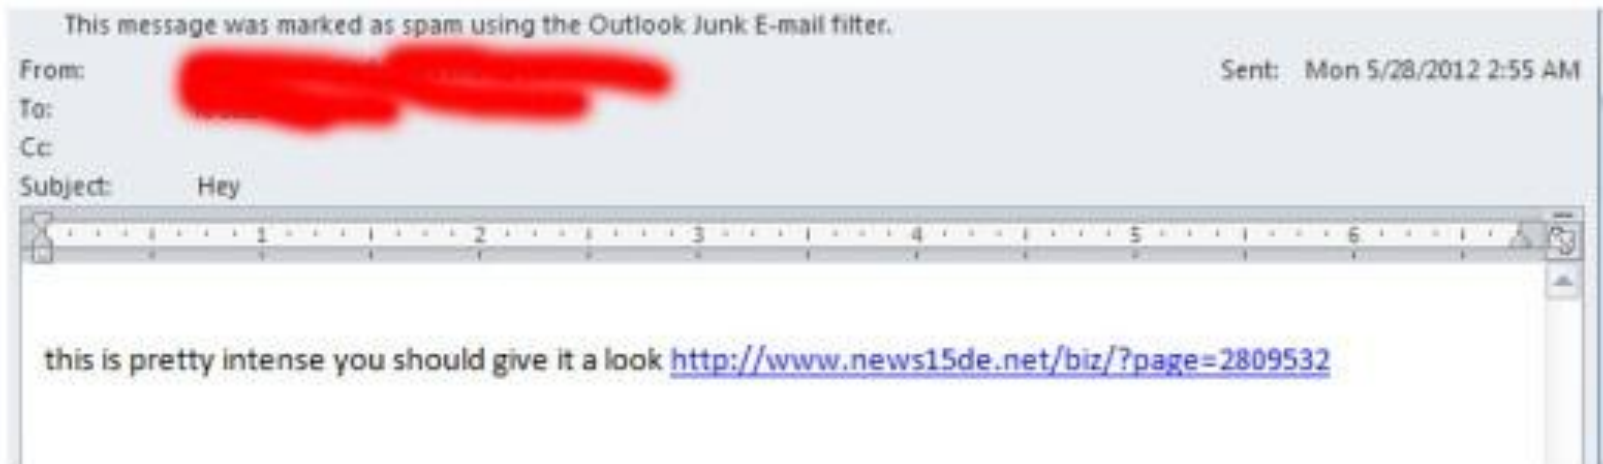 This message was marked as spam using the Outlook Junk E-mail filter.
From: Sent: Mon 5/28/2012 2:55 AM
To:
Cc:
Subject: Hey
1 2 3 4 5 6
this is pretty intense you should give it a look http://www.news15de.net/biz/?page=2809532